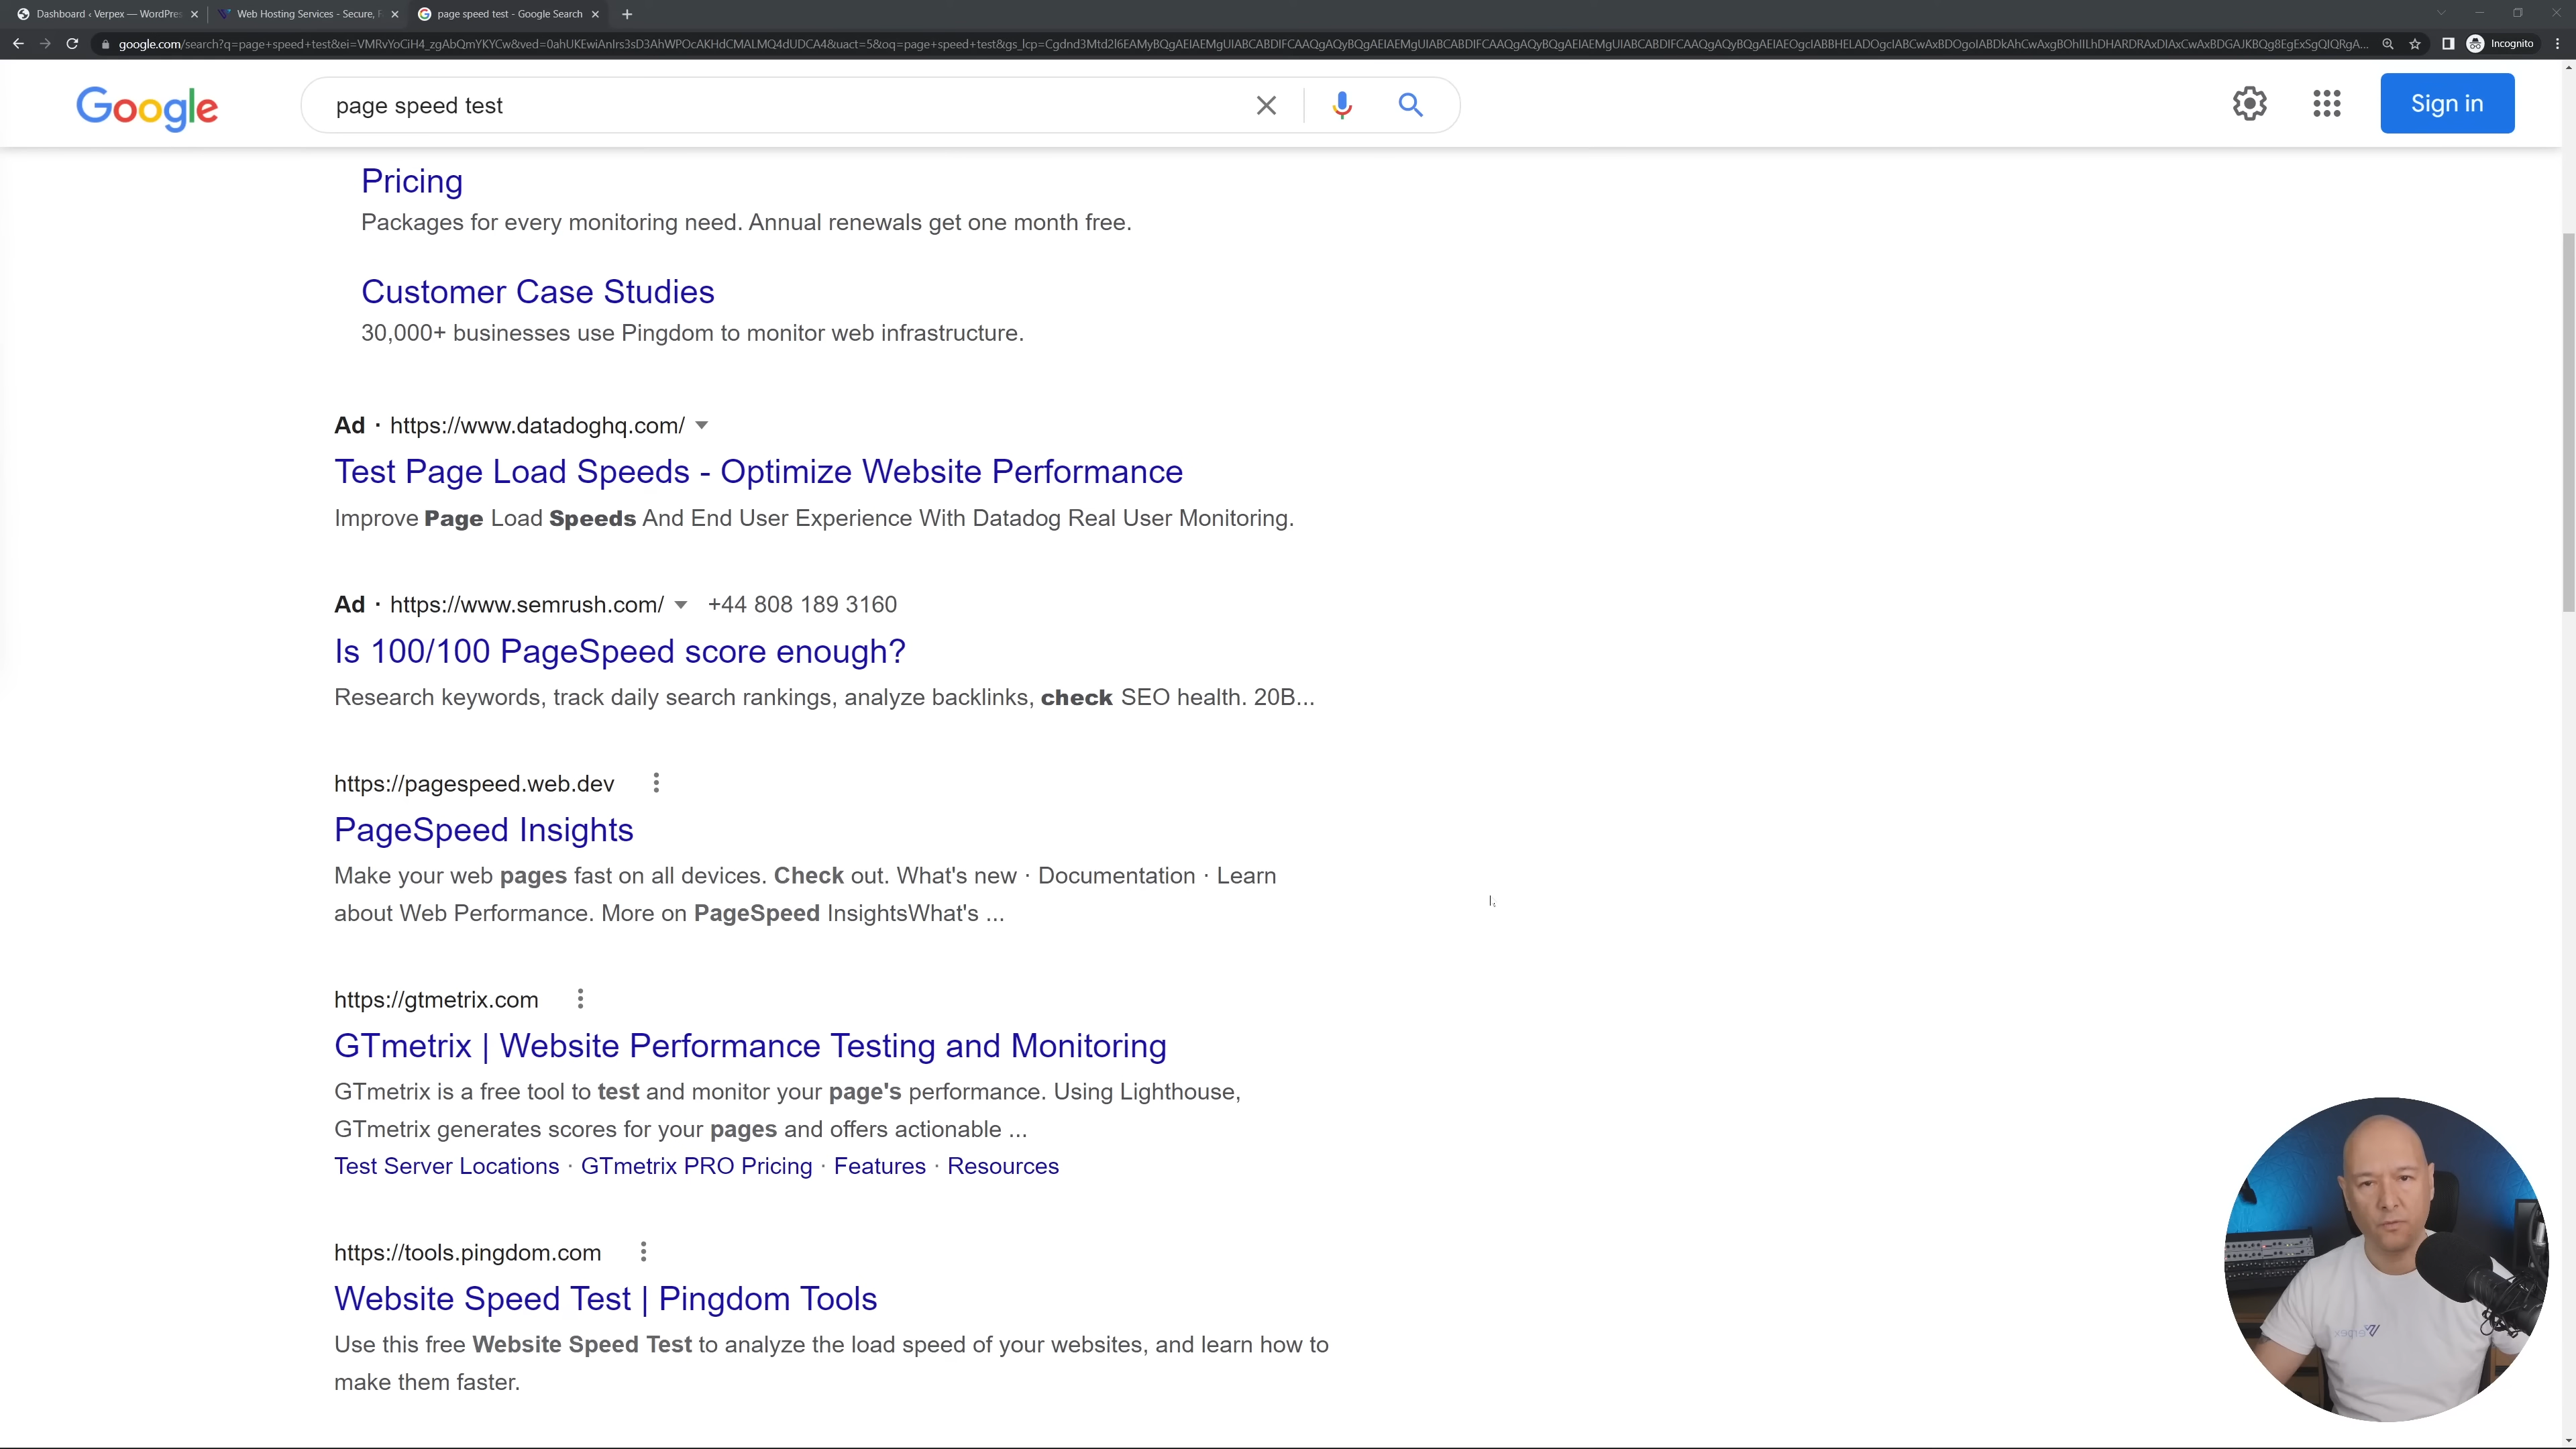 Dashboard ‹ Verpex — WordPres
Web Hosting Services - Secure, F
page speed test - Google Search
Incognito
Google
page speed test
Sign in
Pricing
Packages for every monitoring need. Annual renewals get one month free.
Customer Case Studies
30,000+ businesses use Pingdom to monitor web infrastructure.
Ad · https://www.datadoghq.com/
Test Page Load Speeds - Optimize Website Performance
Improve Page Load Speeds And End User Experience With Datadog Real User Monitoring.
Ad · https://www.semrush.com/ +44 808 189 3160
Is 100/100 PageSpeed score enough?
Research keywords, track daily search rankings, analyze backlinks, check SEO health. 20B...
https://pagespeed.web.dev
PageSpeed Insights
Make your web pages fast on all devices. Check out. What's new · Documentation · Learn
about Web Performance. More on PageSpeed InsightsWhat's ...
https://gtmetrix.com
GTmetrix | Website Performance Testing and Monitoring
GTmetrix is a free tool to test and monitor your page's performance. Using Lighthouse,
GTmetrix generates scores for your pages and offers actionable ...
Test Server Locations · GTmetrix PRO Pricing · Features · Resources
https://tools.pingdom.com
Website Speed Test | Pingdom Tools
Use this free Website Speed Test to analyze the load speed of your websites, and learn how to
make them faster.